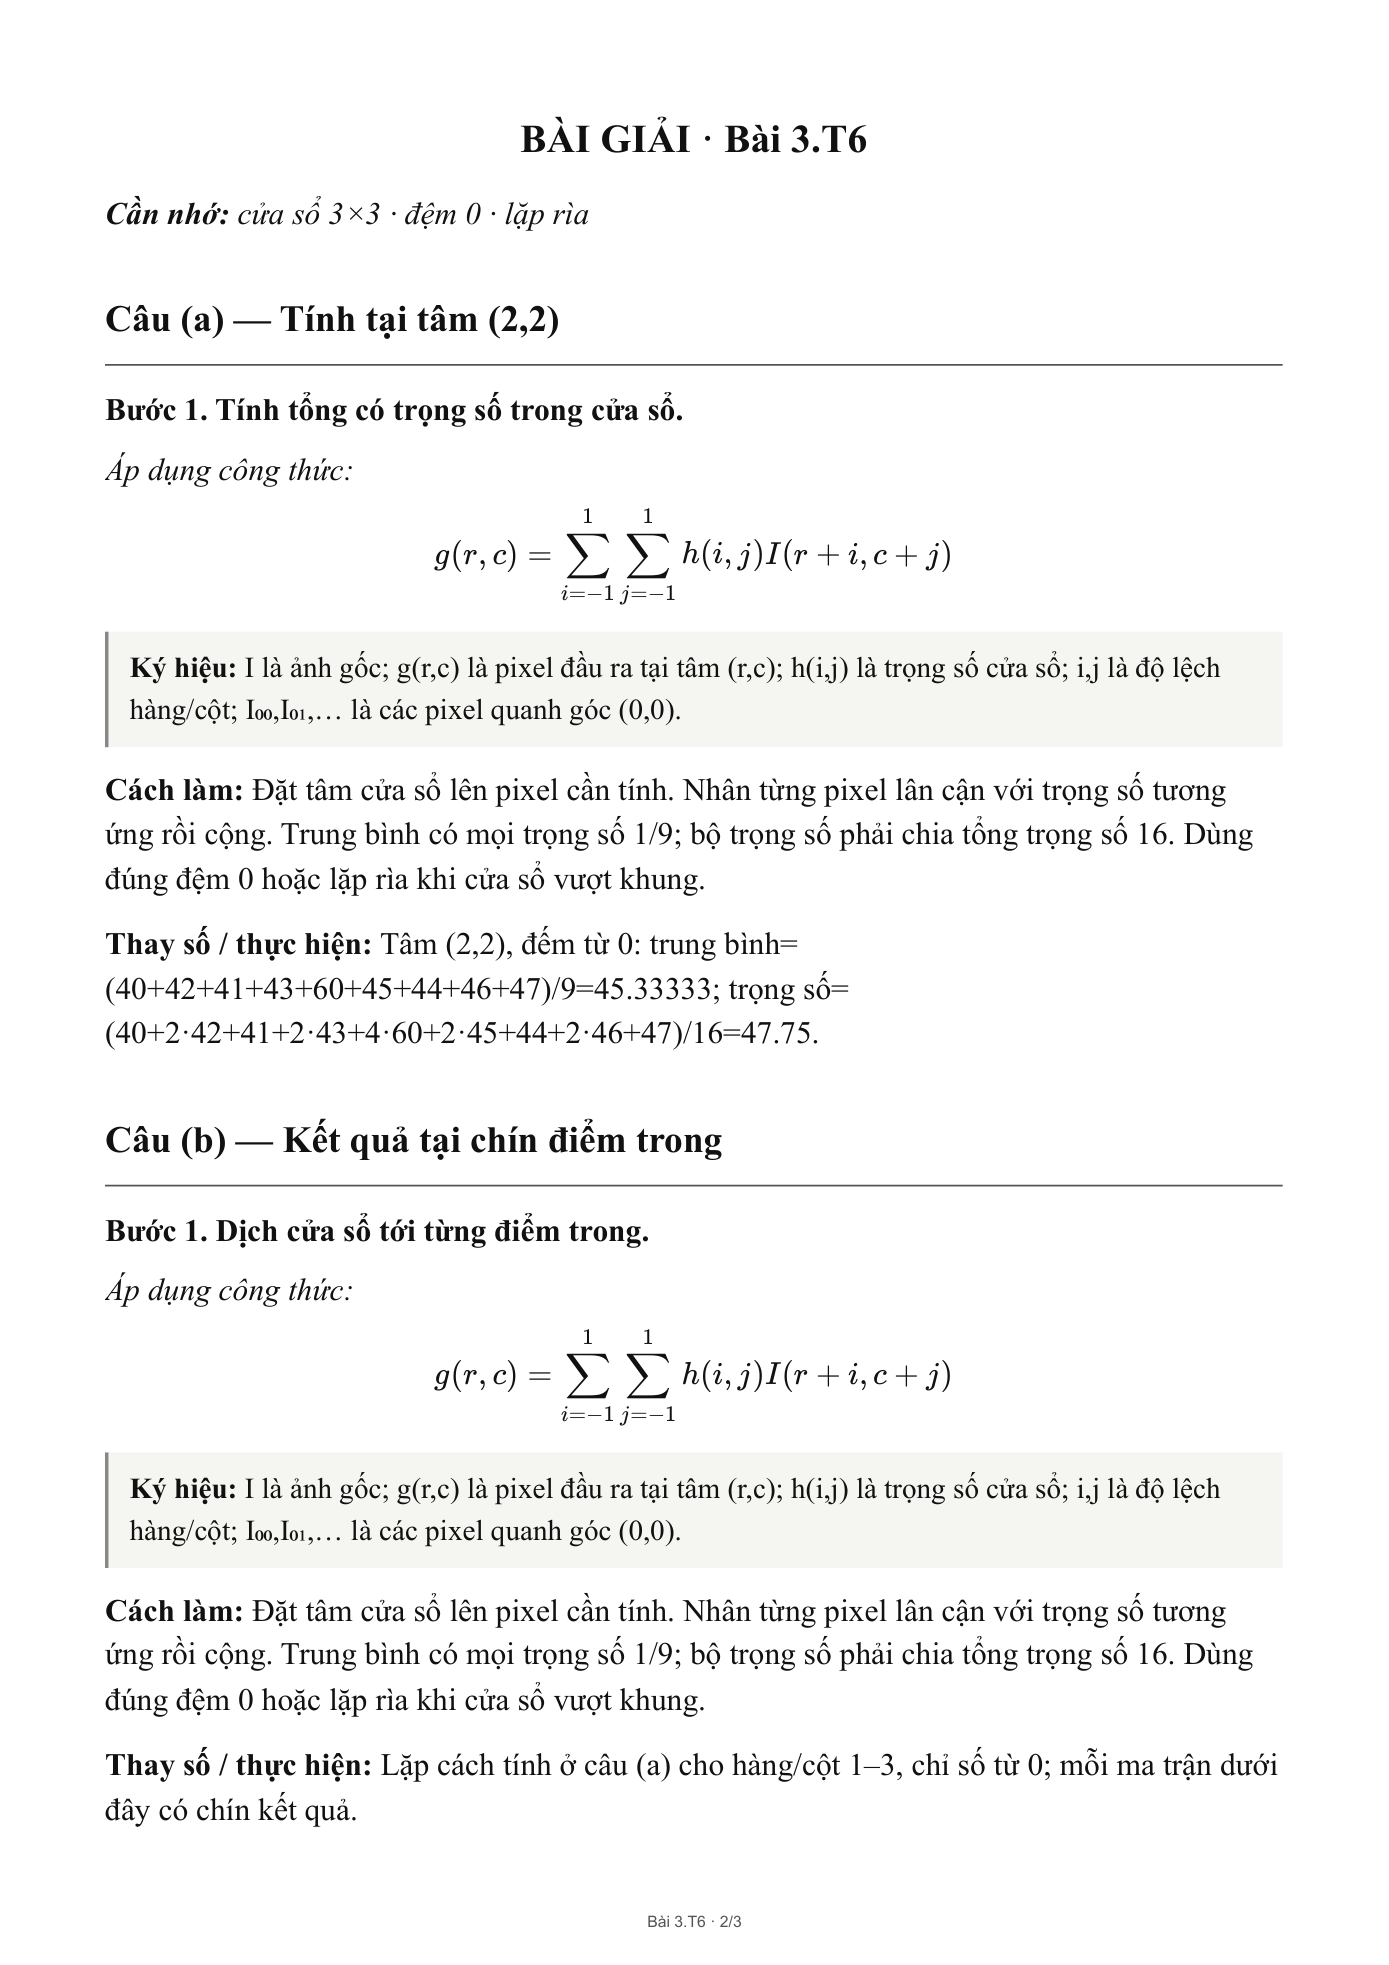 BÀI GIẢI · Bài 3.T6
Cần nhớ: cửa sổ 3×3 · đệm 0 · lặp rìa
Câu (a) — Tính tại tâm (2,2)
Bước 1. Tính tổng có trọng số trong cửa sổ.
Áp dụng công thức:
g(r, c) = \sum_{i=-1}^{1} \sum_{j=-1}^{1} h(i, j)I(r + i, c + j)
Ký hiệu: I là ảnh gốc; g(r,c) là pixel đầu ra tại tâm (r,c); h(i,j) là trọng số cửa sổ; i,j là độ lệch
hàng/cột; I₀₀,I₀₁,… là các pixel quanh góc (0,0).
Cách làm: Đặt tâm cửa sổ lên pixel cần tính. Nhân từng pixel lân cận với trọng số tương
ứng rồi cộng. Trung bình có mọi trọng số 1/9; bộ trọng số phải chia tổng trọng số 16. Dùng
đúng đệm 0 hoặc lặp rìa khi cửa sổ vượt khung.
Thay số / thực hiện: Tâm (2,2), đếm từ 0: trung bình=
(40+42+41+43+60+45+44+46+47)/9=45.33333; trọng số=
(40+2·42+41+2·43+4·60+2·45+44+2·46+47)/16=47.75.
Câu (b) — Kết quả tại chín điểm trong
Bước 1. Dịch cửa sổ tới từng điểm trong.
Áp dụng công thức:
g(r, c) = \sum_{i=-1}^{1} \sum_{j=-1}^{1} h(i, j)I(r + i, c + j)
Ký hiệu: I là ảnh gốc; g(r,c) là pixel đầu ra tại tâm (r,c); h(i,j) là trọng số cửa sổ; i,j là độ lệch
hàng/cột; I₀₀,I₀₁,… là các pixel quanh góc (0,0).
Cách làm: Đặt tâm cửa sổ lên pixel cần tính. Nhân từng pixel lân cận với trọng số tương
ứng rồi cộng. Trung bình có mọi trọng số 1/9; bộ trọng số phải chia tổng trọng số 16. Dùng
đúng đệm 0 hoặc lặp rìa khi cửa sổ vượt khung.
Thay số / thực hiện: Lặp cách tính ở câu (a) cho hàng/cột 1–3, chỉ số từ 0; mỗi ma trận dưới
đây có chín kết quả.
Bài 3.T6 · 2/3